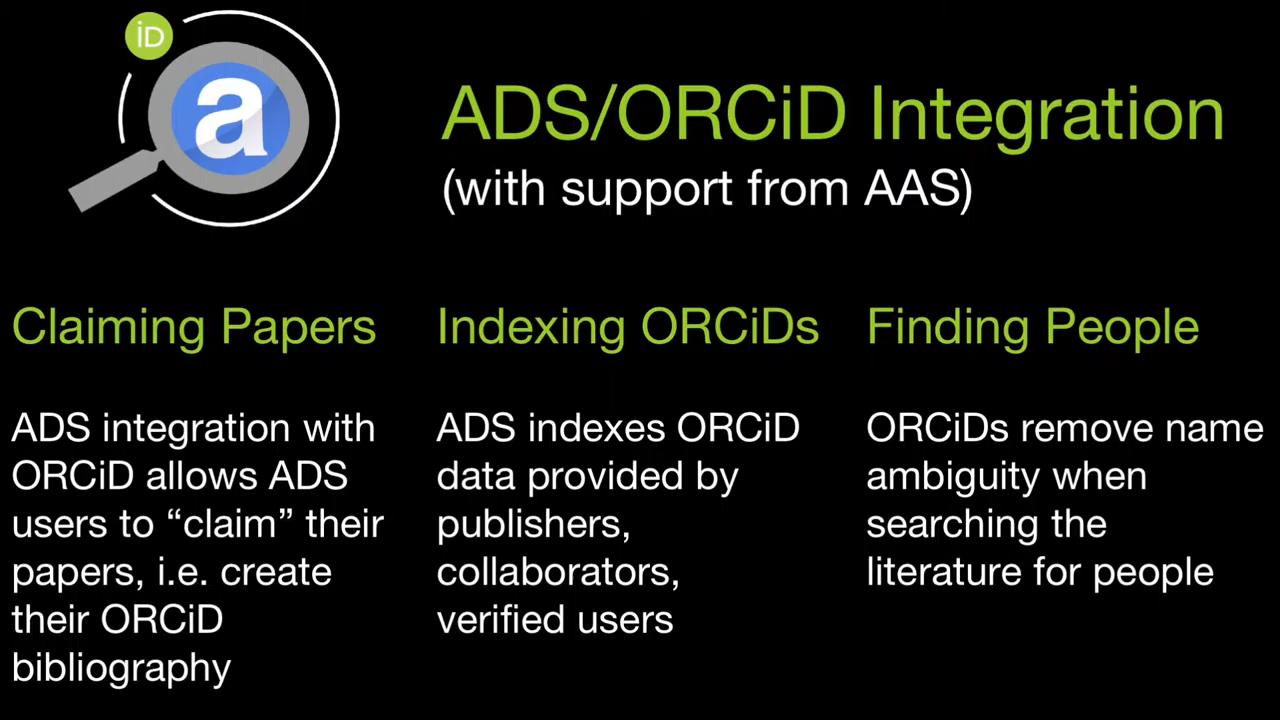 iD
a
ADS/ORCiD Integration
(with support from AAS)
Claiming Papers
ADS integration with
ORCiD allows ADS
users to “claim” their
papers, i.e. create
their ORCiD
bibliography
Indexing ORCiDs
ADS indexes ORCiD
data provided by
publishers,
collaborators,
verified users
Finding People
ORCiDs remove name
ambiguity when
searching the
literature for people